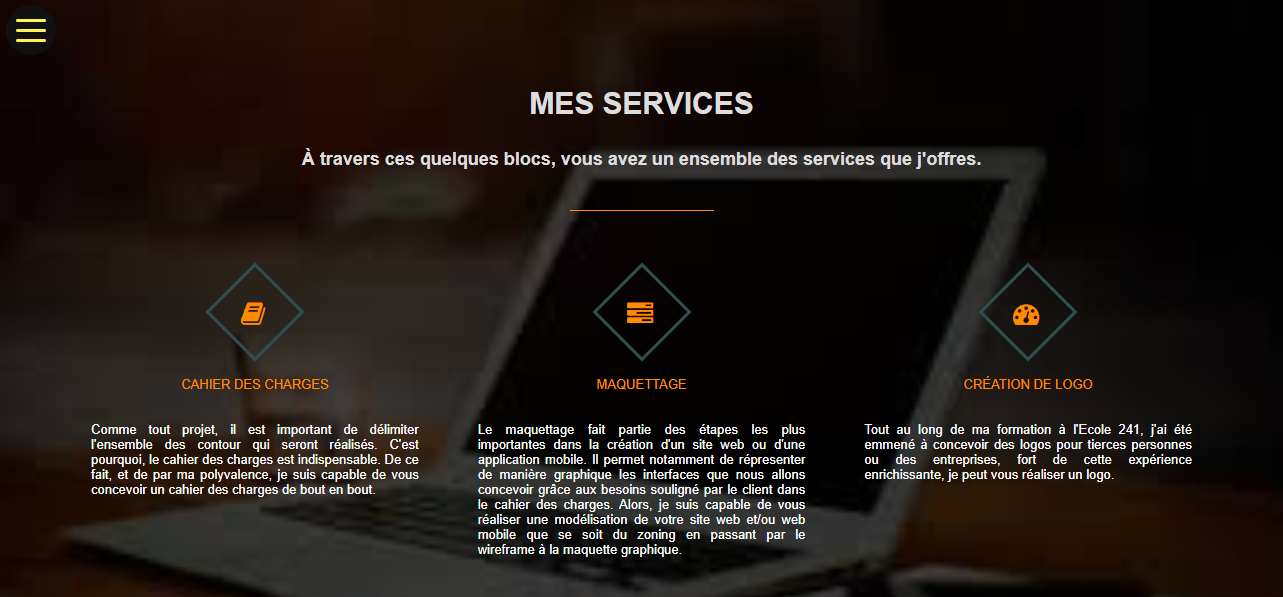 MES SERVICES
À travers ces quelques blocs, vous avez un ensemble des services que j'offres.
CAHIER DES CHARGES
Comme tout projet, il est important de délimiter
l'ensemble des contour qui seront réalisés. C'est
pourquoi, le cahier des charges est indispensable. De ce
fait, et de par ma polyvalence, je suis capable de vous
concevoir un cahier des charges de bout en bout.
MAQUETTAGE
Le maquettage fait partie des étapes les plus
importantes dans la création d'un site web ou d'une
application mobile. Il permet notamment de répresenter
de manière graphique les interfaces que nous allons
concevoir grâce aux besoins souligné par le client dans
le cahier des charges. Alors, je suis capable de vous
réaliser une modélisation de votre site web et/ou web
mobile que se soit du zoning en passant par le
wireframe à la maquette graphique.
CRÉATION DE LOGO
Tout au long de ma formation à l'Ecole 241, j'ai été
emmené à concevoir des logos pour tierces personnes
ou des entreprises, fort de cette expérience
enrichissante, je peut vous réaliser un logo.